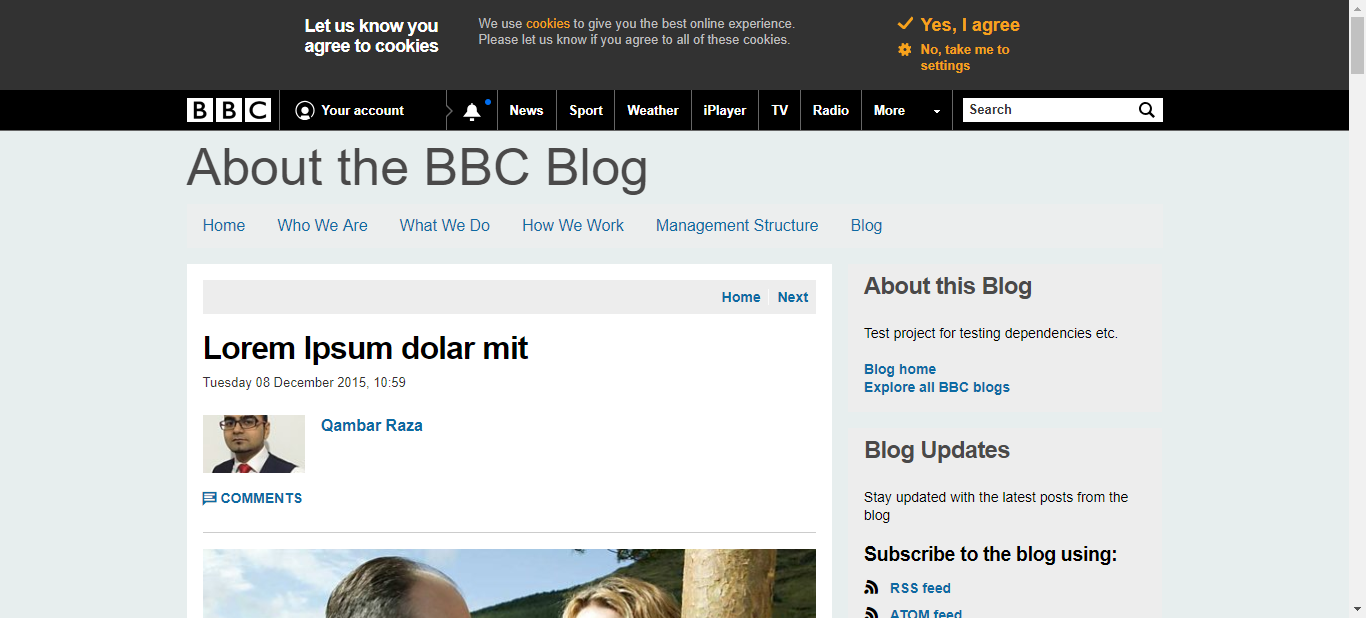 Let us know you
agree to cookies
We use cookies to give you the best online experience.
Please let us know if you agree to all of these cookies.
Yes, I agree
No, take me to
settings
BBC
Your account
News
Sport
Weather
iPlayer
TV
Radio
More
Search
About the BBC Blog
Home
Who We Are
What We Do
How We Work
Management Structure
Blog
Home
Next
Lorem Ipsum dolar mit
Tuesday 08 December 2015, 10:59
Qambar Raza
COMMENTS
About this Blog
Test project for testing dependencies etc.
Blog home
Explore all BBC blogs
Blog Updates
Stay updated with the latest posts from the
blog
Subscribe to the blog using:
RSS feed
ATOM feed